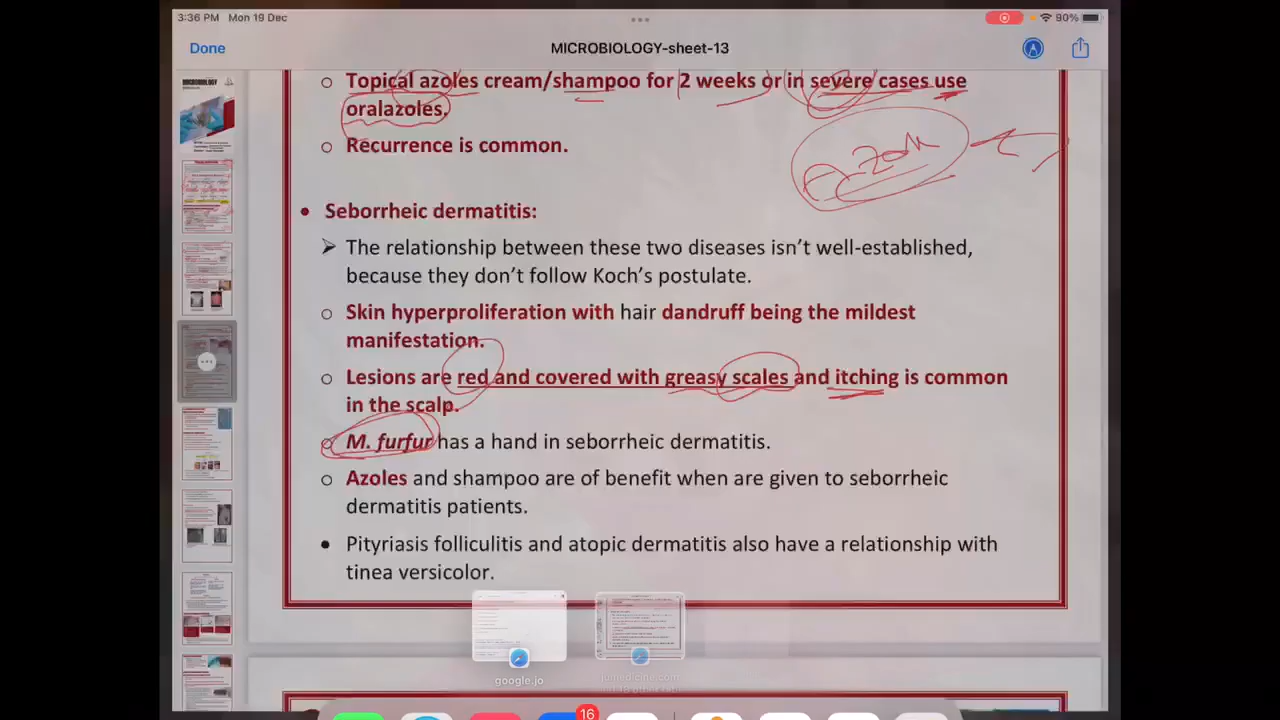 3:36 PM Mon 19 Dec
90%
Done
MICROBIOLOGY-sheet-13
MICROBIOLOGY
o Topical azoles cream/shampoo for 2 weeks or in severe cases use
oralazoles.
o Recurrence is common.
• Seborrheic dermatitis:
➢ The relationship between these two diseases isn't well-established,
because they don't follow Koch's postulate.
o Skin hyperproliferation with hair dandruff being the mildest
manifestation.
o Lesions are red and covered with greasy scales and itching is common
in the scalp.
o M. furfur has a hand in seborrheic dermatitis.
o Azoles and shampoo are of benefit when are given to seborrheic
dermatitis patients.
• Pityriasis folliculitis and atopic dermatitis also have a relationship with
tinea versicolor.
google.jo
jumedicine.com
16